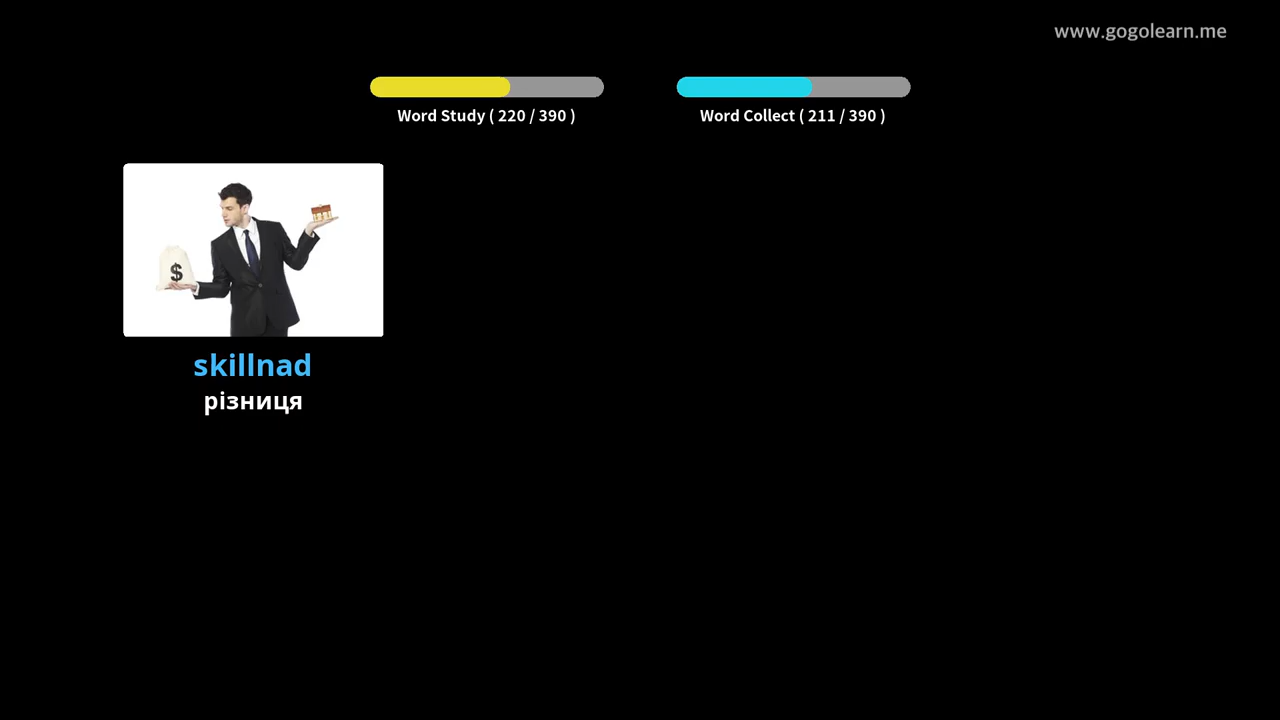 www.gogolearn.me
Word Study ( 220 / 390 )
Word Collect ( 211 / 390 )
$
skillnad
різниця